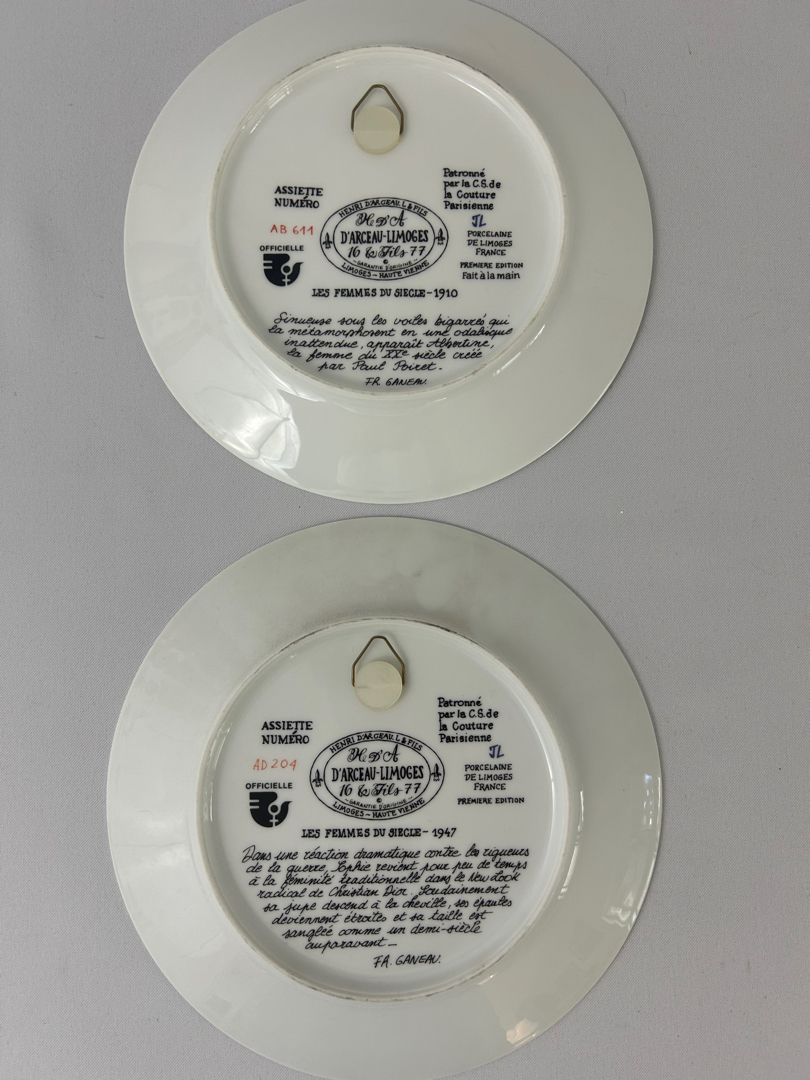 ASSIETTE
NUMÉRO
AB 611
OFFICIELLE
HENRI D'ARCEAU. L & FILS
H D'A
D'ARCEAU-LIMOGES
16 & Fils 77
GARANTIE D'ORIGINE
©
LIMOGES - HAUTE VIENNE
Patronné
par la C.S. de
la Couture
Parisienne
JL
PORCELAINE
DE LIMOGES
FRANCE
PREMIERE EDITION
Fait à la main
LES FEMMES DU SIECLE - 1910
Sinueuse sous les voiles bigarrés qui
la métamorphosent en une odalisque
inattendue, apparaît Albertine,
la femme du XXe siècle créée
par Paul Poiret.
FR. GANEAU.
ASSIETTE
NUMÉRO
AD 204
OFFICIELLE
HENRI D'ARCEAU. L & FILS
H D'A
D'ARCEAU-LIMOGES
16 & Fils 77
GARANTIE D'ORIGINE
©
LIMOGES - HAUTE VIENNE
Patronné
par la C.S. de
la Couture
Parisienne
JL
PORCELAINE
DE LIMOGES
FRANCE
PREMIERE EDITION
LES FEMMES DU SIECLE - 1947
Dans une réaction dramatique contre les rigueurs
de la guerre, Sophie revient pour peu de temps
à la féminité traditionnelle dans le New Look
radical de Christian Dior. Soudainement
sa jupe descend à la cheville, ses épaules
deviennent étroites et sa taille est
sanglée comme un demi-siècle
auparavant _
FR. GANEAU.